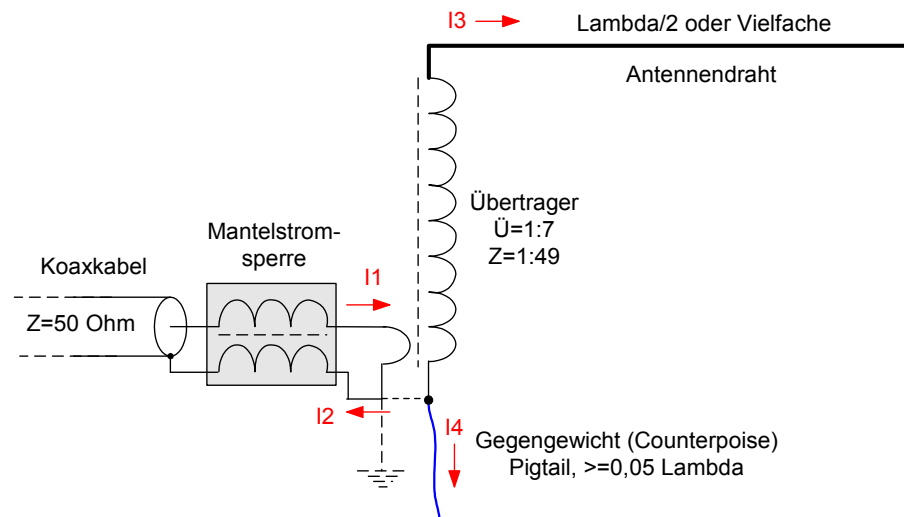 I3
Lambda/2 oder Vielfache
Antennendraht
Übertrager
Ü=1:7
Z=1:49
Mantelstrom-
sperre
Koaxkabel
I1
Z=50 Ohm
I2
I4
Gegengewicht (Counterpoise)
Pigtail, >=0,05 Lambda